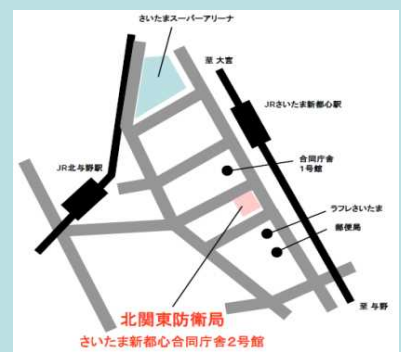 さいたまスーパーアリーナ
至 大宮
JRさいたま新都心駅
JR北与野駅
合同庁舎
1号館
ラフレさいたま
郵便局
至 与野
北関東防衛局
さいたま新都心合同庁舎2号館